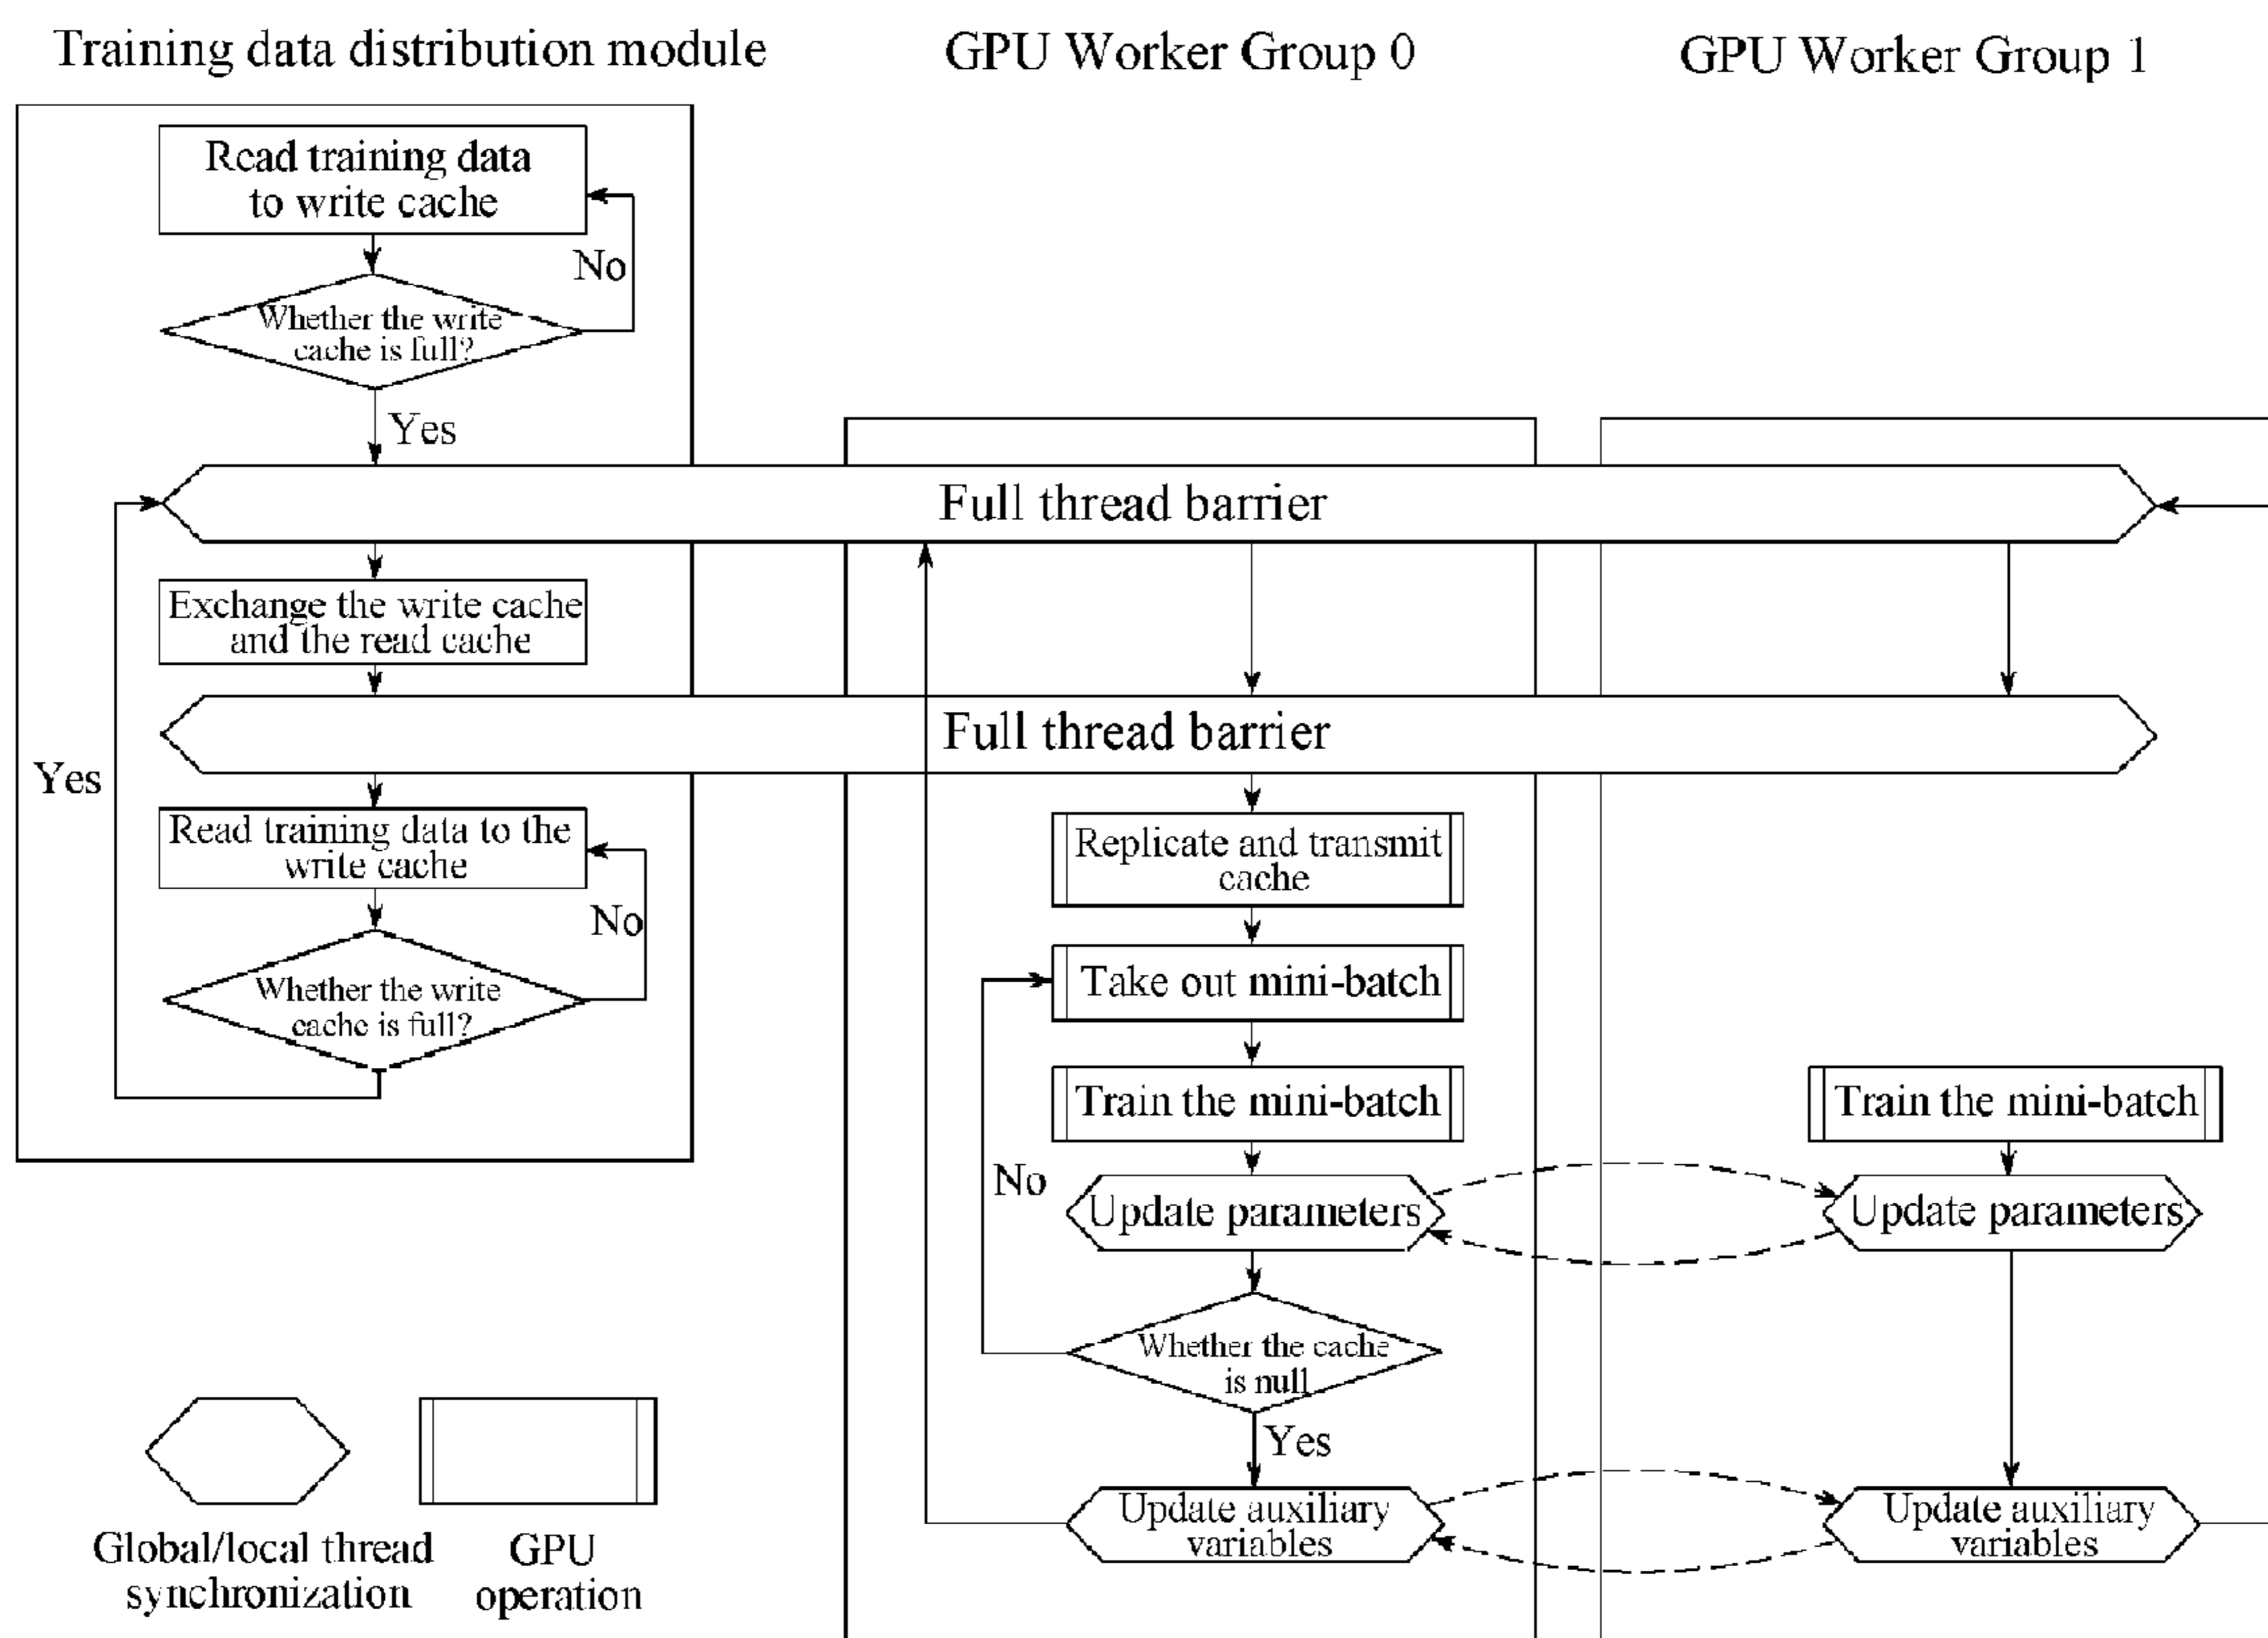 Training data distribution module
GPU Worker Group 0
GPU Worker Group 1
Read training data
to write cache
No
Whether the write
cache is full?
Yes
Full thread barrier
Exchange the write cache
and the read cache
Full thread barrier
Yes
Read training data to the
write cache
No
Whether the write
cache is full?
Replicate and transmit
cache
Take out mini-batch
Train the mini-batch
No
Update parameters
Whether the cache
is null
Yes
Update auxiliary
variables
Train the mini-batch
Update parameters
Update auxiliary
variables
Global/local thread
synchronization
GPU
operation